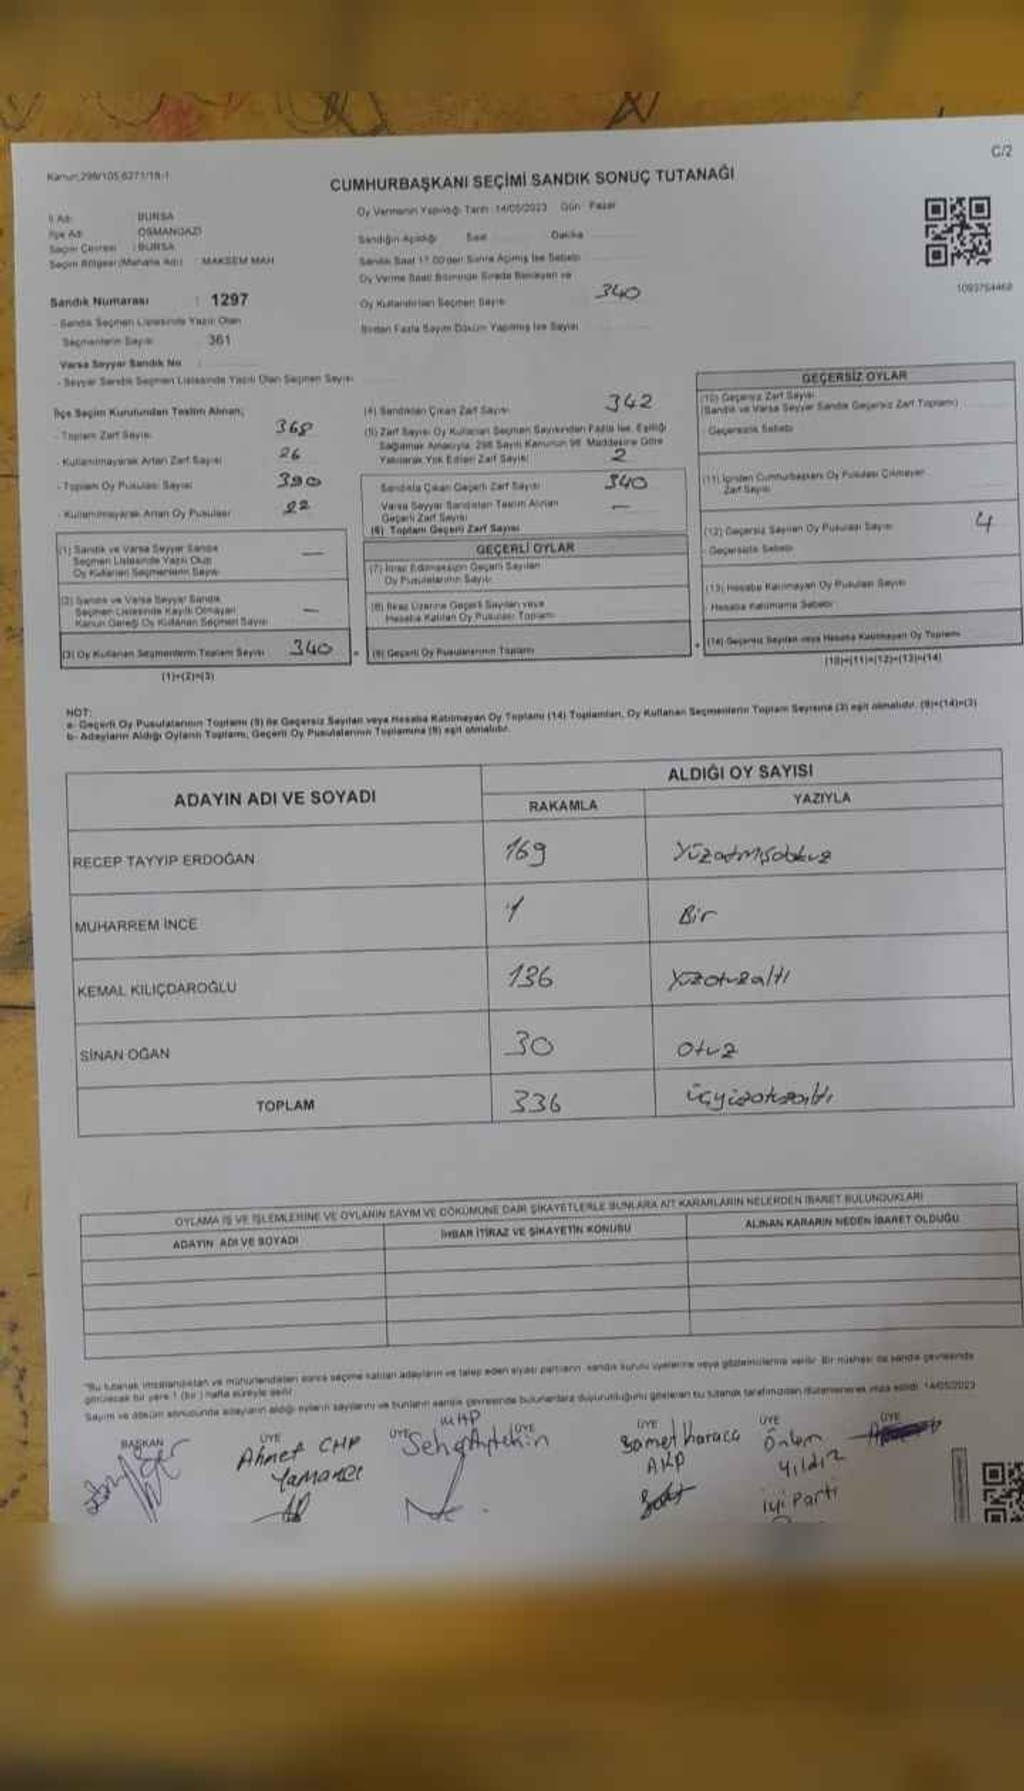 Kanun:298/105,6271/18-1
C/2
CUMHURBAŞKANI SEÇİMİ SANDIK SONUÇ TUTANAĞI
İl Adı : BURSA
İlçe Adı : OSMANGAZİ
Seçim Çevresi : BURSA
Seçim Bölgesi(Mahalle Adı) : MAKSEM MAH
Oy Vermenin Yapıldığı Tarih :14/05/2023 Gün : Pazar
Sandığın Açıldığı Saat Dakika
Sandık Saat 17.00'den Sonra Açılmış İse Sebebi
Oy Verme Saati Bitiminde Sırada Bekleyen ve
Oy Kullandırılan Seçmen Sayısı 340
Birden Fazla Sayım Döküm Yapılmış İse Sayısı
1093764468
Sandık Numarası : 1297
- Sandık Seçmen Listesinde Yazılı Olan
Seçmenlerin Sayısı 361
Varsa Seyyar Sandık No
- Seyyar Sandık Seçmen Listesinde Yazılı Olan Seçmen Sayısı
İlçe Seçim Kurulundan Teslim Alınan;
- Toplam Zarf Sayısı 368
- Kullanılmayarak Artan Zarf Sayısı 26
- Toplam Oy Pusulası Sayısı 390
- Kullanılmayarak Artan Oy Pusulası 22
(1) Sandık ve Varsa Seyyar Sandık
Seçmen Listesinde Yazılı Olup
Oy Kullanan Seçmenlerin Sayısı —
(2) Sandık ve Varsa Seyyar Sandık
Seçmen Listesinde Kayıtlı Olmayan
Kanun Gereği Oy Kullanan Seçmen Sayısı —
(3) Oy Kullanan Seçmenlerin Toplam Sayısı 340
(1)+(2)=(3)
(4) Sandıktan Çıkan Zarf Sayısı 342
(5) Zarf Sayısı Oy Kullanan Seçmen Sayısından Fazla İse, Eşitliği
Sağlamak Amacıyla, 298 Sayılı Kanunun 98. Maddesine Göre
Yakılarak Yok Edilen Zarf Sayısı 2
Sandıkta Çıkan Geçerli Zarf Sayısı 340
Varsa Seyyar Sandıktan Teslim Alınan
Geçerli Zarf Sayısı —
(6) Toplam Geçerli Zarf Sayısı
GEÇERLİ OYLAR
(7) İtiraz Edilmeksizin Geçerli Sayılan
Oy Pusulalarının Sayısı
(8) İtiraz Üzerine Geçerli Sayılan veya
Hesaba Katılan Oy Pusulası Toplamı
(9) Geçerli Oy Pusulalarının Toplamı
GEÇERSİZ OYLAR
(10) Geçersiz Zarf Sayısı
(Sandık ve Varsa Seyyar Sandık Geçersiz Zarf Toplamı)
Geçersizlik Sebebi
(11) İçinden Cumhurbaşkanı Oy Pusulası Çıkmayan
Zarf Sayısı
(12) Geçersiz Sayılan Oy Pusulası Sayısı 4
- Geçersizlik Sebebi
(13) Hesaba Katılmayan Oy Pusulası Sayısı
- Hesaba Katılmama Sebebi
(14) Geçersiz Sayılan veya Hesaba Katılmayan Oy Toplamı
(10)+(11)+(12)+(13)=(14)
NOT:
a- Geçerli Oy Pusulalarının Toplamı (9) ile Geçersiz Sayılan veya Hesaba Katılmayan Oy Toplamı (14) Toplamları, Oy Kullanan Seçmenlerin Toplam Sayısına (3) eşit olmalıdır. (9)+(14)=(3)
b- Adayların Aldığı Oyların Toplamı, Geçerli Oy Pusulalarının Toplamına (9) eşit olmalıdır.
ADAYIN ADI VE SOYADI
ALDIĞI OY SAYISI
RAKAMLA YAZIYLA
RECEP TAYYIP ERDOĞAN 169 Yüzatmışdokuz
MUHARREM İNCE 1 Bir
KEMAL KILIÇDAROĞLU 136 Yüzotuzaltı
SİNAN OĞAN 30 Otuz
TOPLAM 336 üçyüzotuzaltı
OYLAMA İŞ VE İŞLEMLERİNE VE OYLARIN SAYIM VE DÖKÜMÜNE DAİR ŞİKAYETLERLE BUNLARA AİT KARARLARIN NELERDEN İBARET BULUNDUKLARI
ADAYIN ADI VE SOYADI
İHBAR İTİRAZ VE ŞİKAYETİN KONUSU
ALINAN KARARIN NEDEN İBARET OLDUĞU
"Bu tutanak imzalandıktan ve mühürlendikten sonra seçime katılan adayların ve talep eden siyasi partilerin sandık kurulu üyelerine veya gözlemcilerine verilir. Bir nüshası da sandık çevresinde
görülecek bir yere 1 (bir) hafta süreyle asılır.
Sayım ve döküm sonucunda adayların aldığı oyların sayılarını ve bunların sandık çevresinde bulunanlara duyurulduğunu gösteren bu tutanak tarafımızdan düzenlenerek imza edildi. 14/05/2023
BAŞKAN ÜYE ÜYE ÜYE ÜYE ÜYE ÜYE
Ahmet CHP
Yamaner
MHP
Samet Karaca
AKP
Önlem
Yıldız
iyi Parti